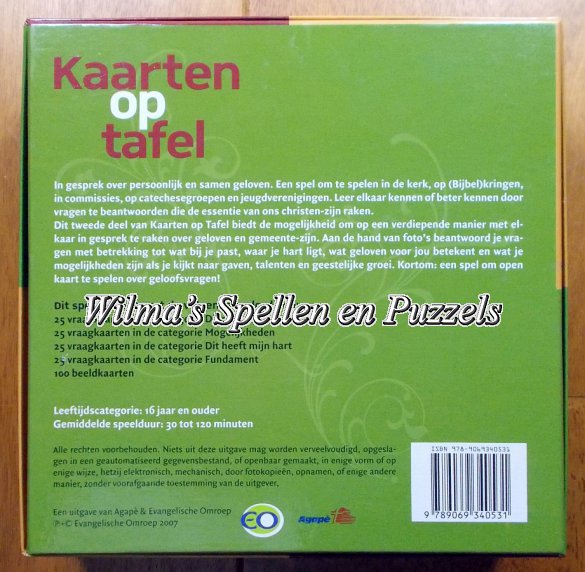 Kaarten
op
tafel
In gesprek over persoonlijk en samen geloven. Een spel om te spelen in de kerk, op (Bijbel)kringen,
in commissies, op catechesegroepen en jeugdverenigingen. Leer elkaar kennen of beter kennen door
vragen te beantwoorden die de essentie van ons christen-zijn raken.
Dit tweede deel van Kaarten op Tafel biedt de mogelijkheid om op een verdiepende manier met el-
kaar in gesprek te raken over geloven en gemeente-zijn. Aan de hand van foto's beantwoord je vra-
gen met betrekking tot wat bij je past, waar je hart ligt, wat geloven voor jou betekent en wat je
mogelijkheden zijn als je kijkt naar gaven, talenten en geestelijke groei. Kortom: een spel om open
kaart te spelen over geloofsvragen!
Dit
Wilma's Spellen en Puzzels
25
25 vraagkaarten in de categorie Mogelijkheden
25 vraagkaarten in de categorie Dit heeft mijn hart
25 vraagkaarten in de categorie Fundament
100 beeldkaarten
Leeftijdscategorie: 16 jaar en ouder
Gemiddelde speelduur: 30 tot 120 minuten
Alle rechten voorbehouden. Niets uit deze uitgave mag worden verveelvoudigd, opgesla-
gen in een geautomatiseerd gegevensbestand, of openbaar gemaakt, in enige vorm of op
enige wijze, hetzij elektronisch, mechanisch, door fotokopieën, opnamen, of enige andere
manier, zonder voorafgaande toestemming van de uitgever.
Een uitgave van Agapè & Evangelische Omroep
℗+© Evangelische Omroep 2007
EO
Agapè
ISBN 978-9069340531
9 789069 340531